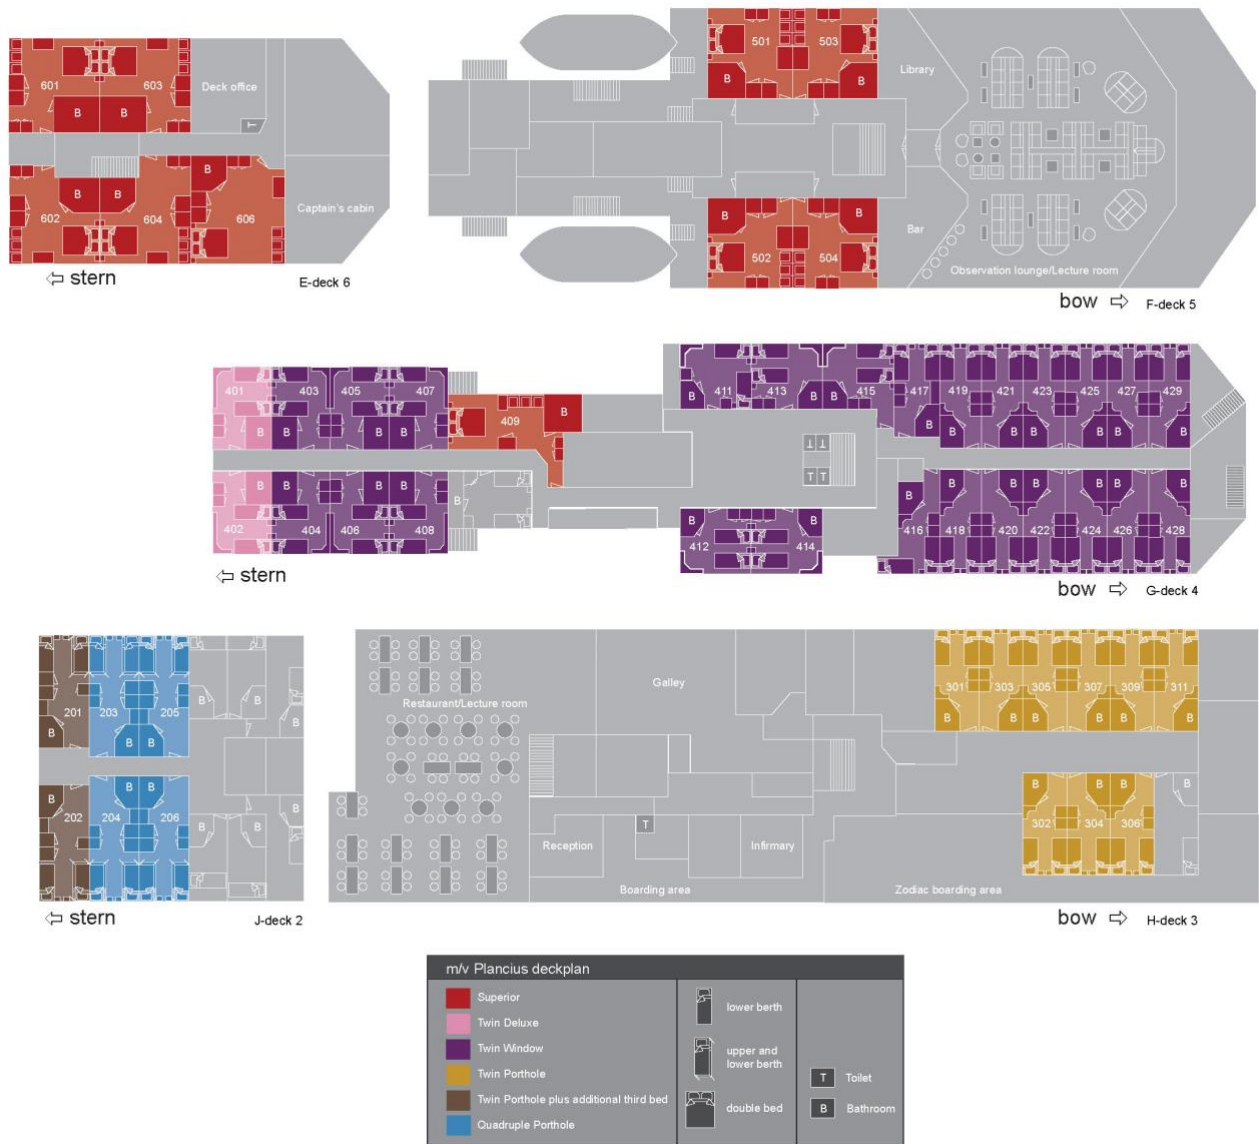 601
603
Deck office
B
B
T
B
B
B
602
604
606
Captain's cabin
stern
E-deck 6
501
503
B
B
Library
B
B
502
504
Bar
Observation lounge/Lecture room
bow
F-deck 5
401
403
405
407
B
B
B
B
409
B
B
B
B
B
B
402
404
406
408
stern
411
413
415
417
419
421
423
425
427
429
B
B
B
B
B
B
B
B
B
B
T
T
T
T
B
B
B
B
B
B
B
B
B
B
412
414
416
418
420
422
424
426
428
bow
G-deck 4
201
203
205
B
B
B
B
B
B
B
B
B
B
B
B
202
204
206
stern
J-deck 2
Restaurant/Lecture room
Galley
Reception
T
Infirmary
Boarding area
Zodiac boarding area
301
303
305
307
309
311
B
B
B
B
B
B
B
B
B
B
302
304
306
bow
H-deck 3
m/v Plancius deckplan
Superior
Twin Deluxe
Twin Window
Twin Porthole
Twin Porthole plus additional third bed
Quadruple Porthole
lower berth
upper and
lower berth
double bed
T Toilet
B Bathroom